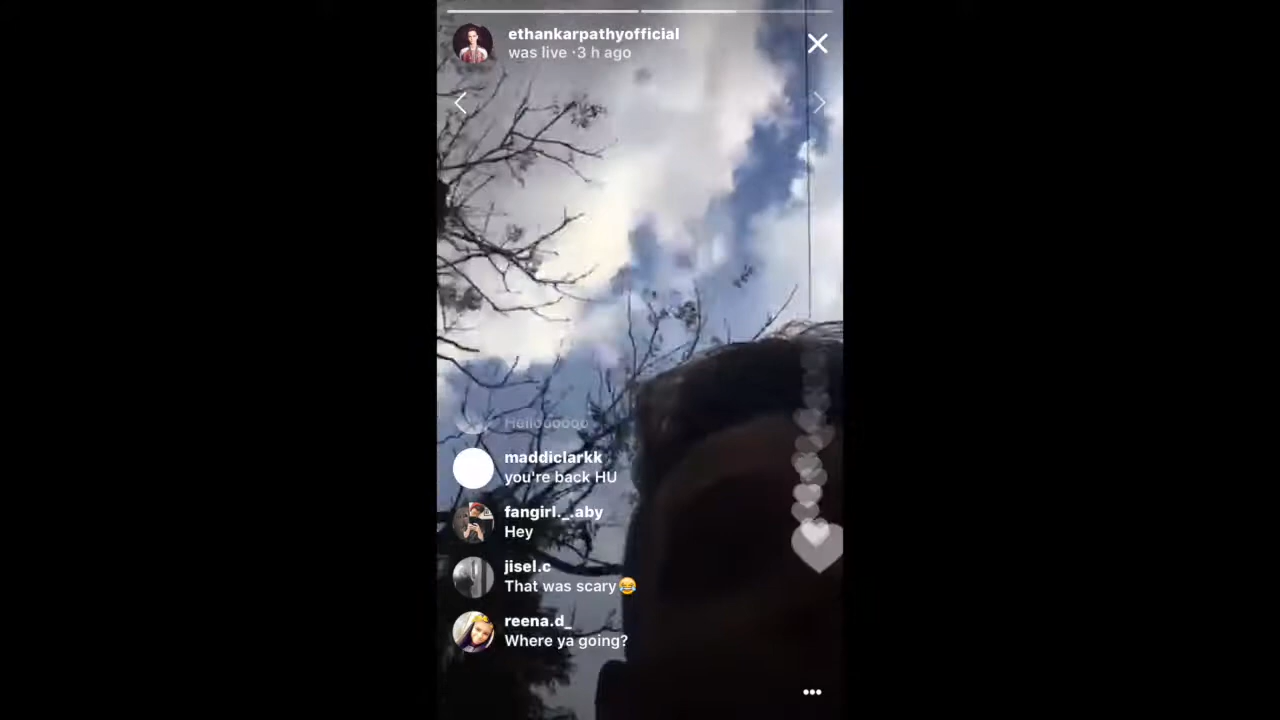 ethankarpathyofficial
was live · 3 h ago
Helloooooo
maddiclarkk
you're back HU
fangirl._.aby
Hey
jisel.c
That was scary😂
reena.d_
Where ya going?